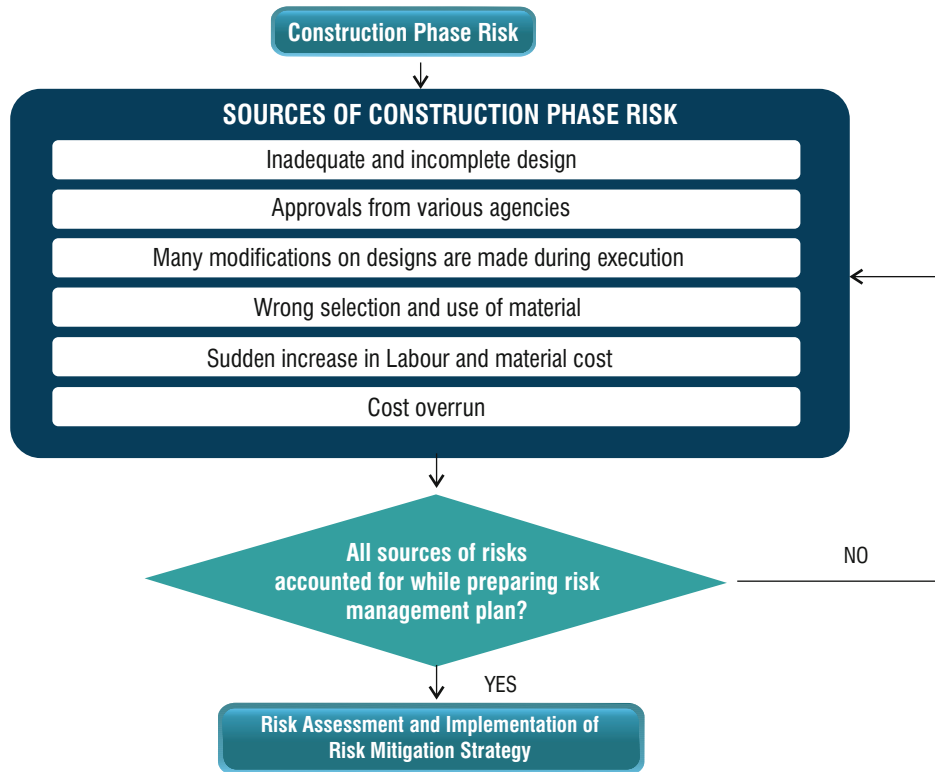 Construction Phase Risk
SOURCES OF CONSTRUCTION PHASE RISK
Inadequate and incomplete design
Approvals from various agencies
Many modifications on designs are made during execution
Wrong selection and use of material
Sudden increase in Labour and material cost
Cost overrun
All sources of risks
accounted for while preparing risk
management plan?
NO
YES
Risk Assessment and Implementation of
Risk Mitigation Strategy